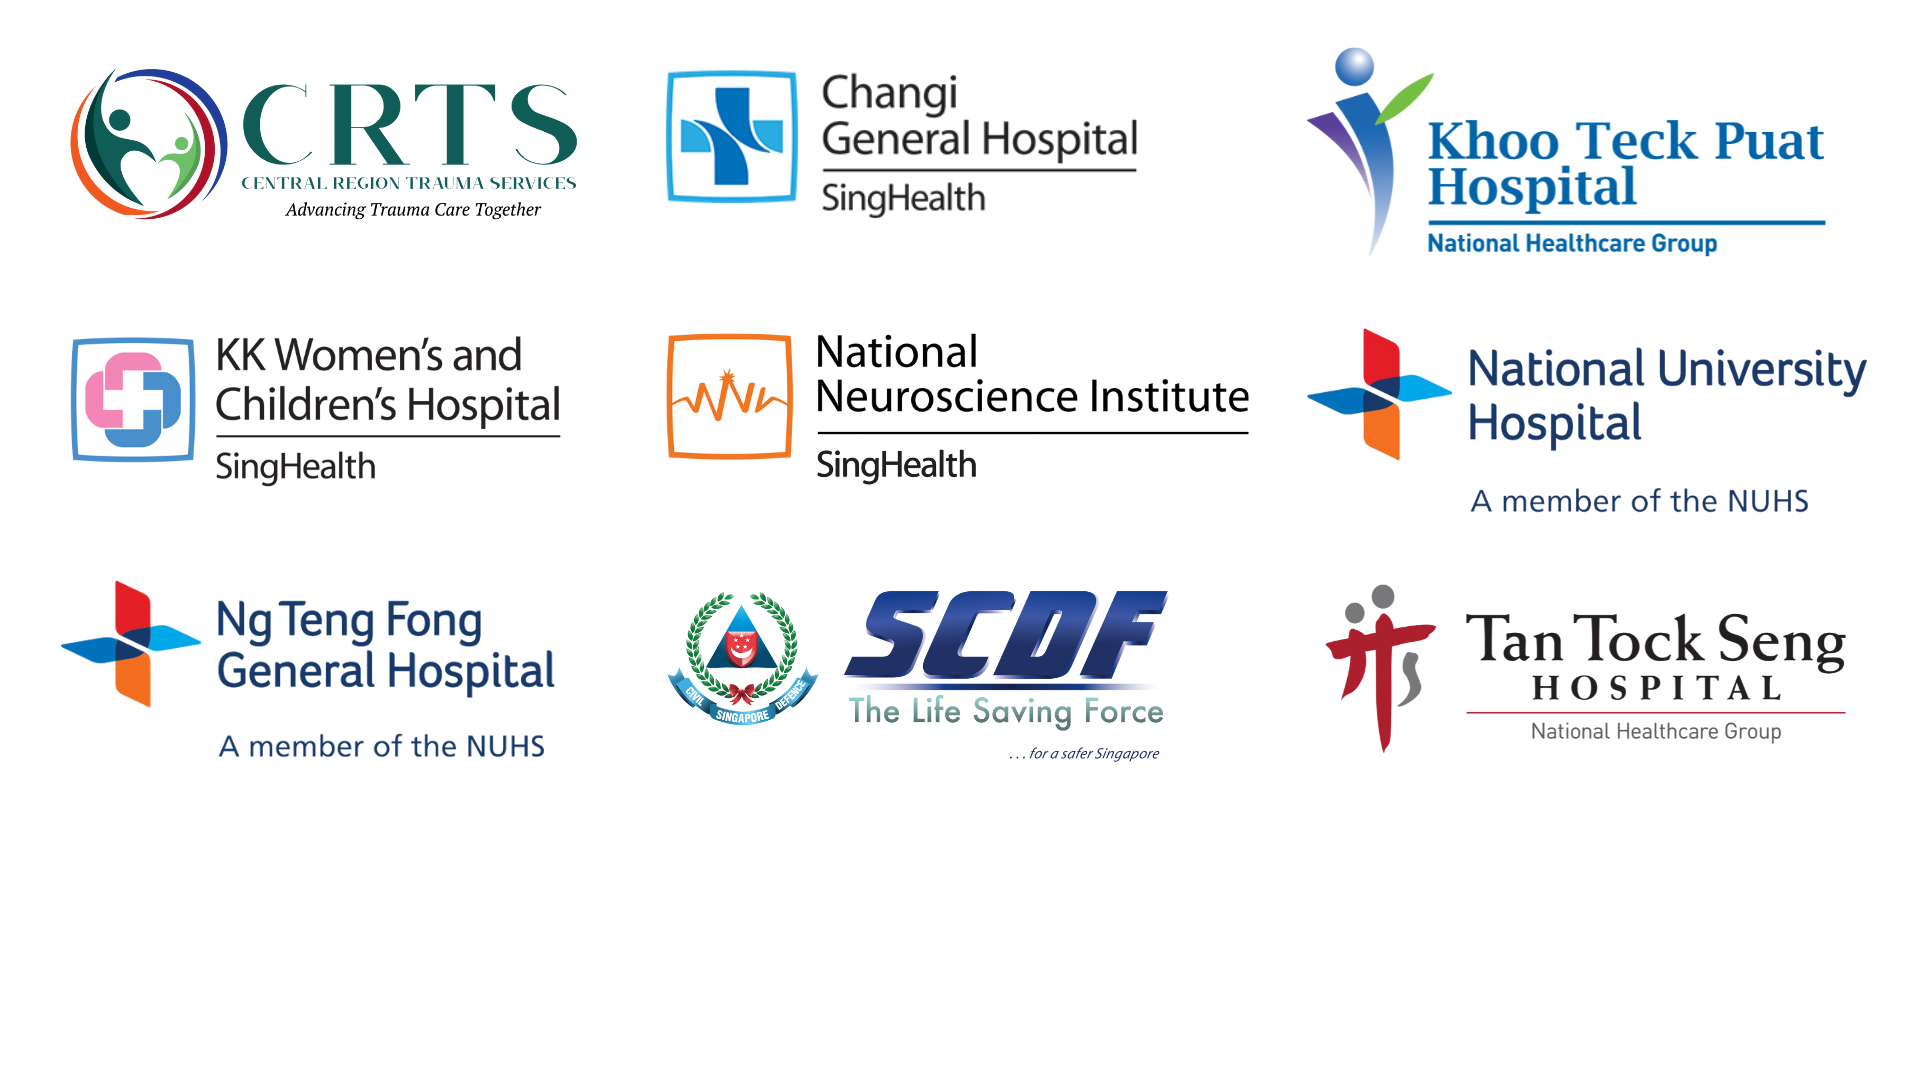 CRTS
CENTRAL REGION TRAUMA SERVICES
Advancing Trauma Care Together
Changi
General Hospital
SingHealth
Khoo Teck Puat
Hospital
National Healthcare Group
KK Women's and
Children's Hospital
SingHealth
National
Neuroscience Institute
SingHealth
National University
Hospital
A member of the NUHS
Ng Teng Fong
General Hospital
A member of the NUHS
CIVIL SINGAPORE DEFENCE
SCDF
The Life Saving Force
...for a safer Singapore
Tan Tock Seng
HOSPITAL
National Healthcare Group